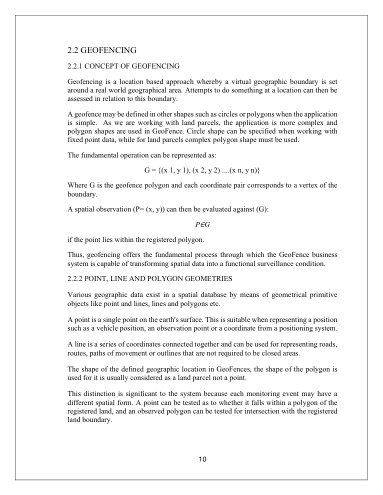 2.2 GEOFENCING
2.2.1 CONCEPT OF GEOFENCING
Geofencing is a location based approach whereby a virtual geographic boundary is set
around a real world geographical area. Attempts to do something at a location can then be
assessed in relation to this boundary.
A geofence may be defined in other shapes such as circles or polygons when the application
is simple. As we are working with land parcels, the application is more complex and
polygon shapes are used in GeoFence. Circle shape can be specified when working with
fixed point data, while for land parcels complex polygon shape must be used.
The fundamental operation can be represented as:
G = {(x 1, y 1), (x 2, y 2) ....(x n, y n)}
Where G is the geofence polygon and each coordinate pair corresponds to a vertex of the
boundary.
A spatial observation (P= (x, y)) can then be evaluated against (G):
P∈G
if the point lies within the registered polygon.
Thus, geofencing offers the fundamental process through which the GeoFence business
system is capable of transforming spatial data into a functional surveillance condition.
2.2.2 POINT, LINE AND POLYGON GEOMETRIES
Various geographic data exist in a spatial database by means of geometrical primitive
objects like point and lines, lines and polygons etc.
A point is a single point on the earth's surface. This is suitable when representing a position
such as a vehicle position, an observation point or a coordinate from a positioning system.
A line is a series of coordinates connected together and can be used for representing roads,
routes, paths of movement or outlines that are not required to be closed areas.
The shape of the defined geographic location in GeoFences, the shape of the polygon is
used for it is usually considered as a land parcel not a point.
This distinction is significant to the system because each monitoring event may have a
different spatial form. A point can be tested as to whether it falls within a polygon of the
registered land, and an observed polygon can be tested for intersection with the registered
land boundary.
10